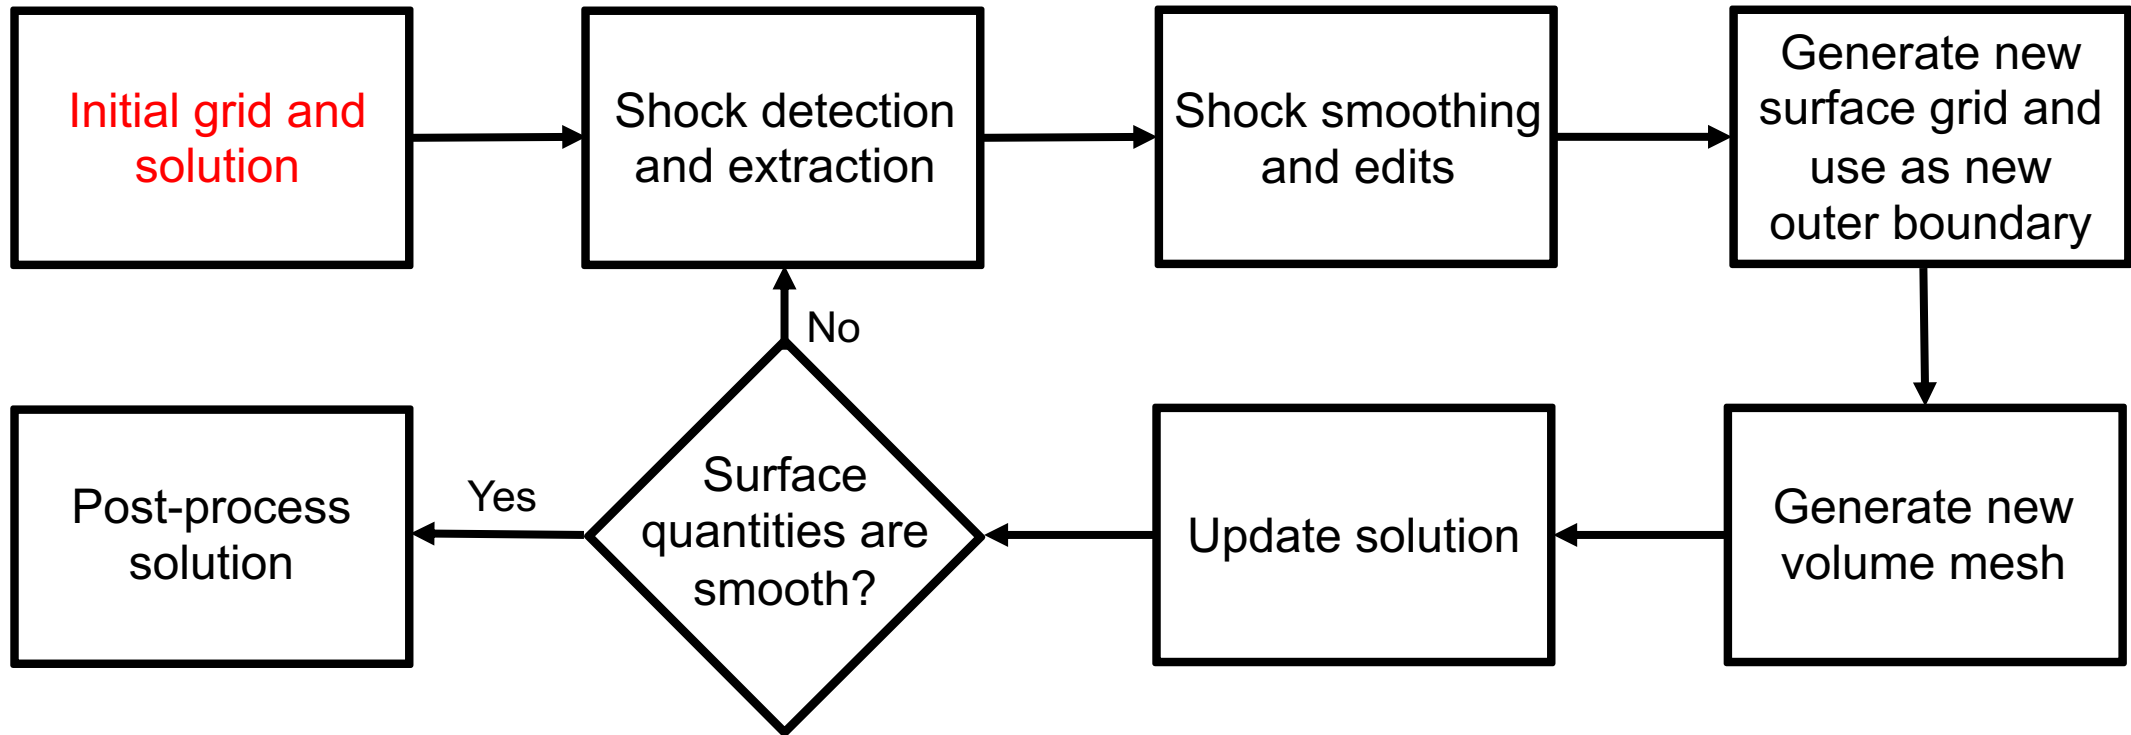 Initial grid and
solution
Shock detection
and extraction
Shock smoothing
and edits
Generate new
surface grid and
use as new
outer boundary
No
Post-process
solution
Yes
Surface
quantities are
smooth?
Update solution
Generate new
volume mesh